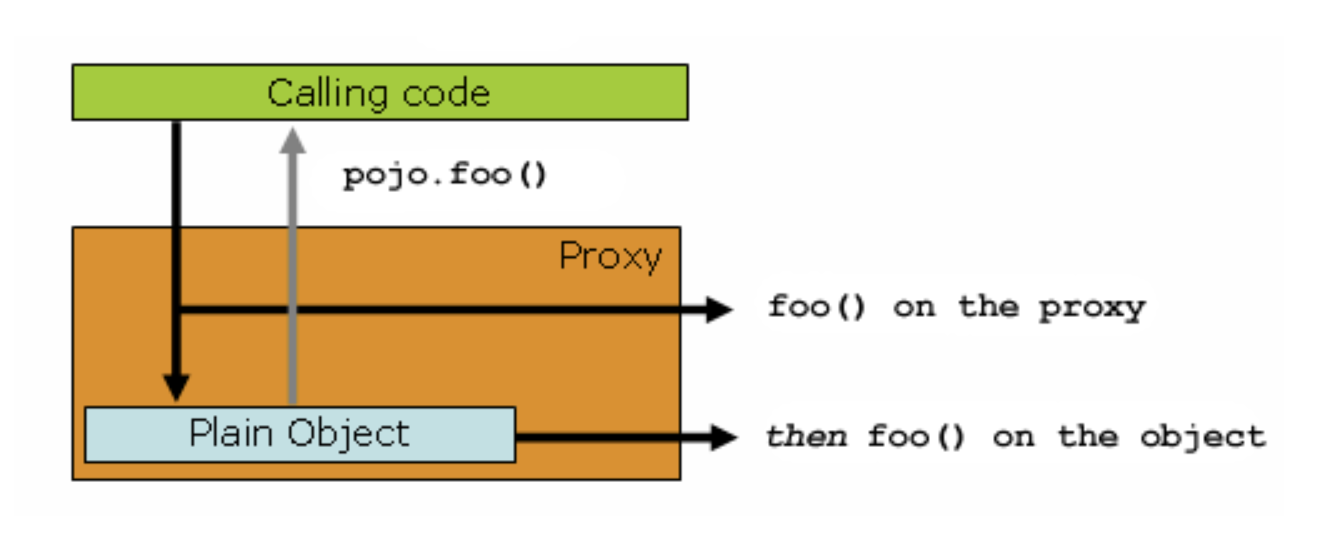 Calling code
pojo.foo()
Proxy
foo() on the proxy
Plain Object
then foo() on the object